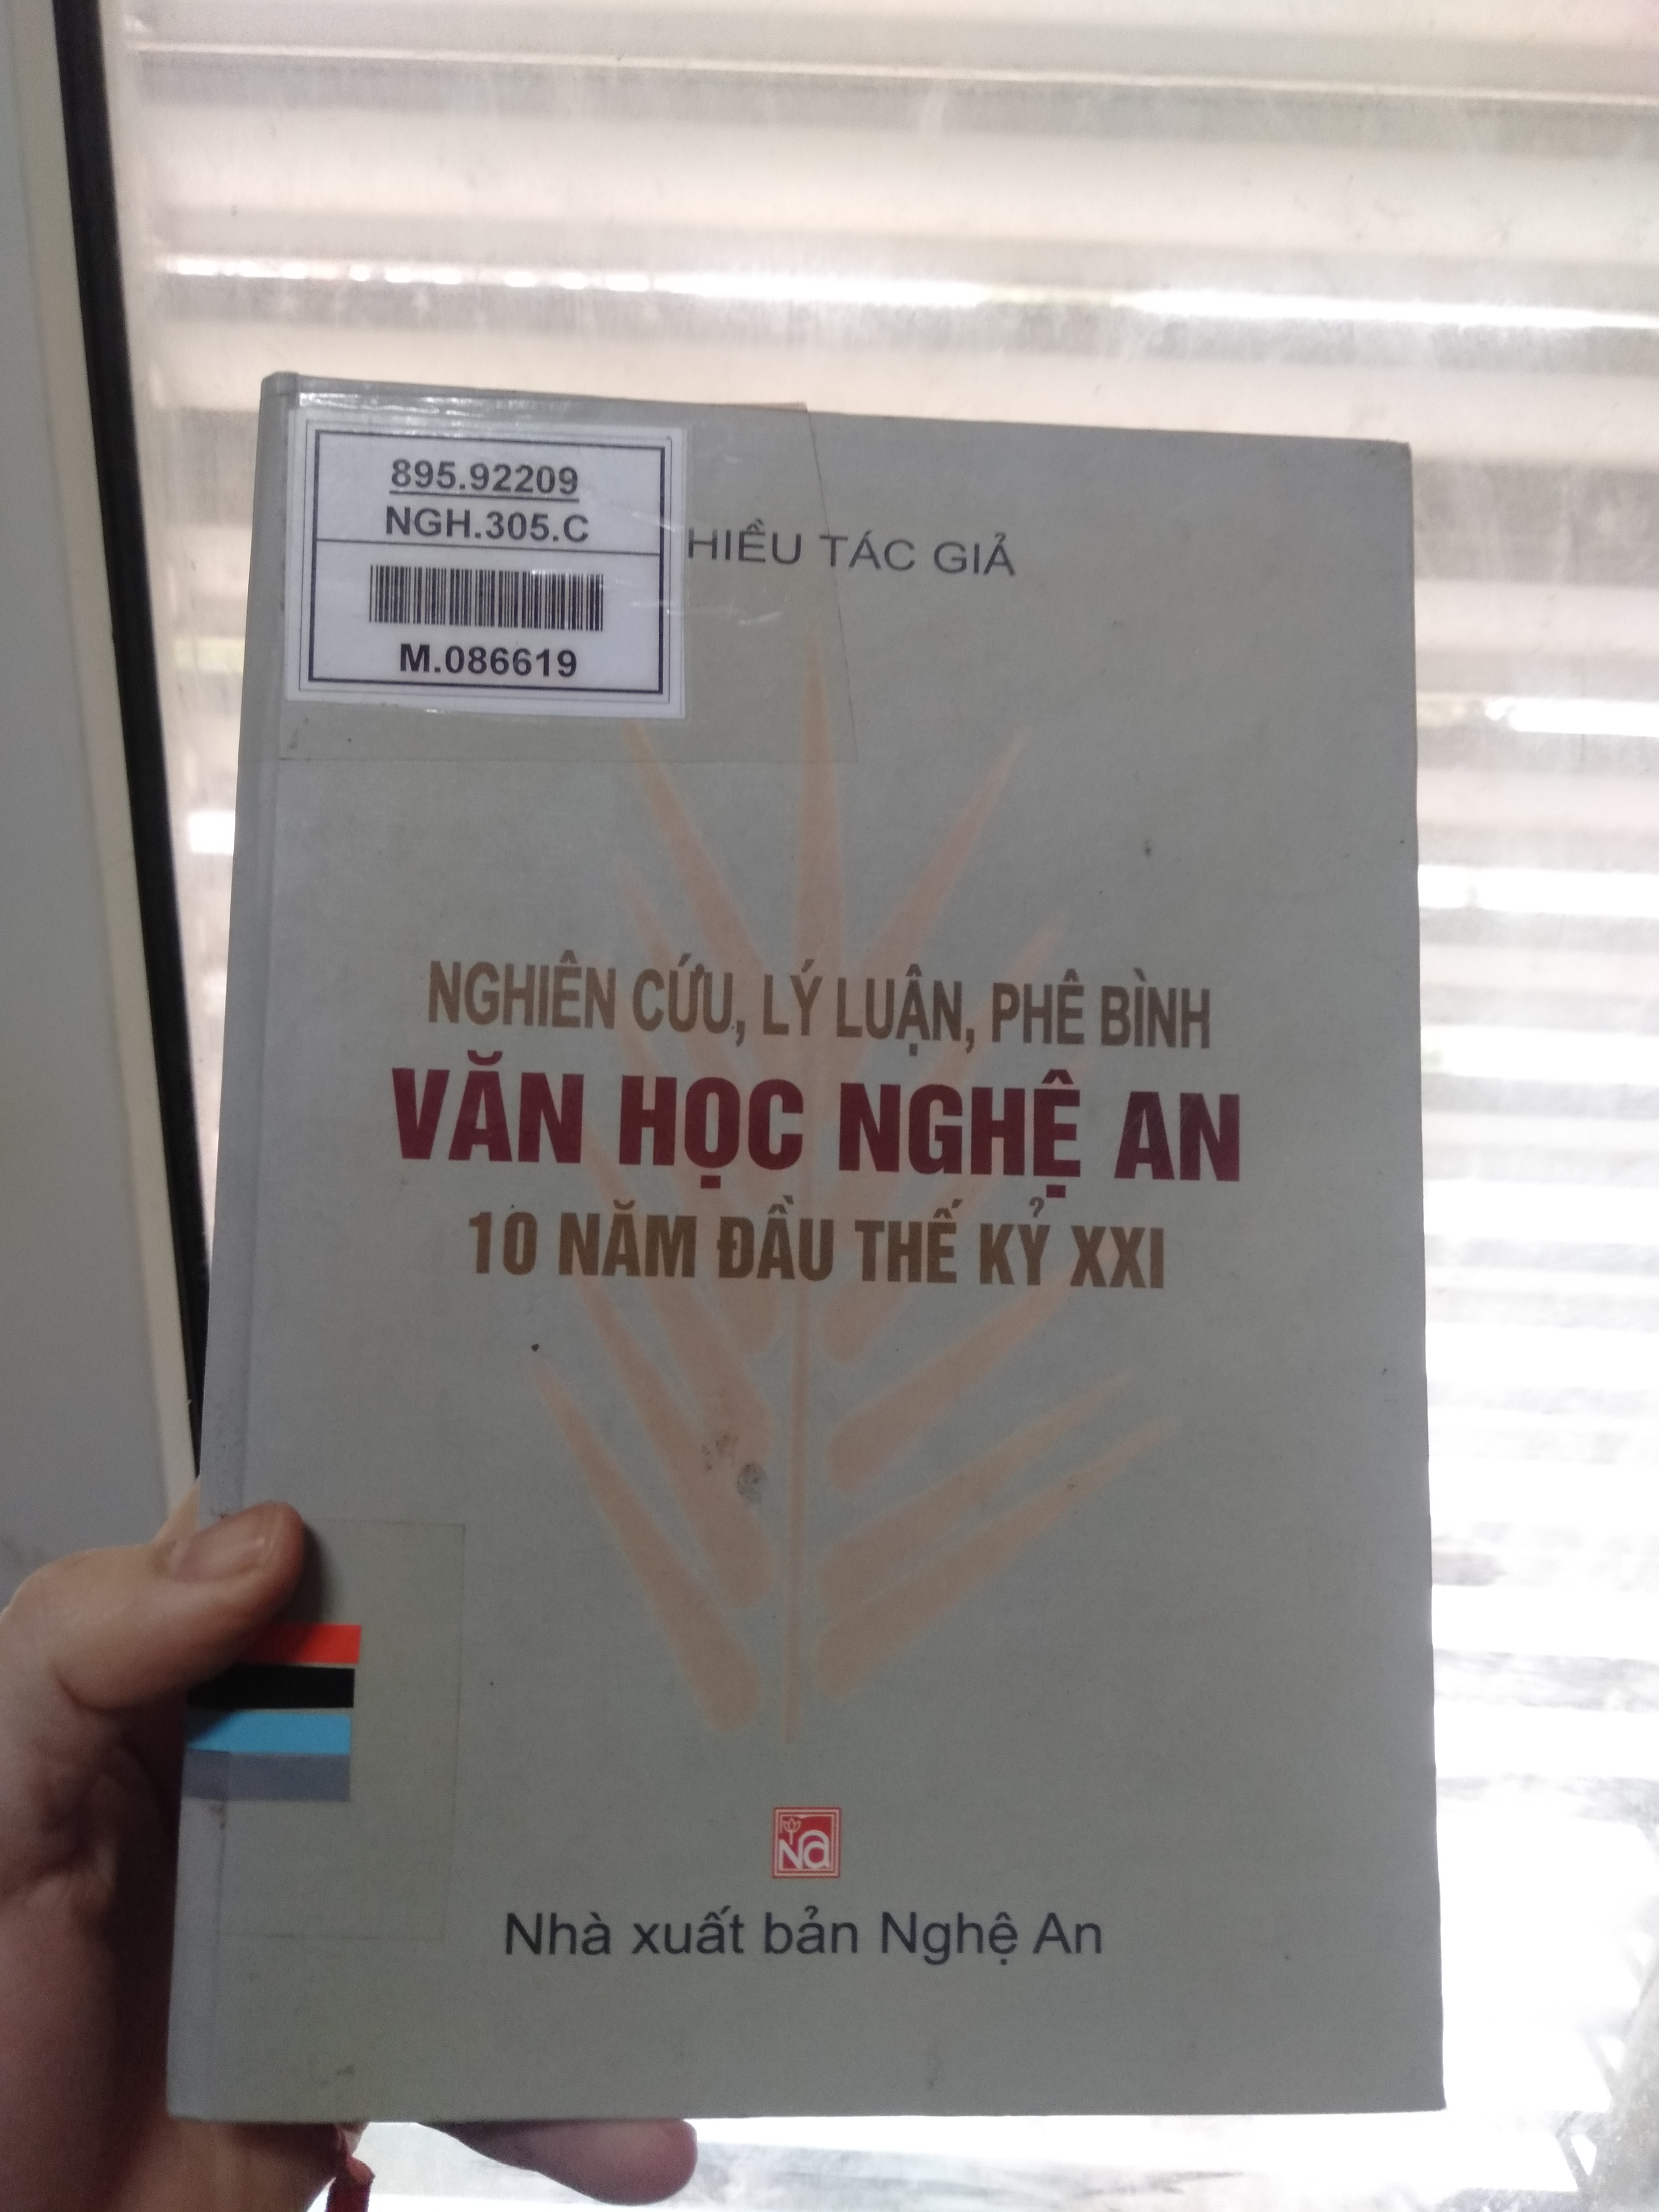 895.92209
NGH.305.C
M.086619
HIỀU TÁC GIẢ
NGHIÊN CỨU, LÝ LUẬN, PHÊ BÌNH
VĂN HỌC NGHỆ AN
10 NĂM ĐẦU THẾ KỶ XXI
Na
Nhà xuất bản Nghệ An